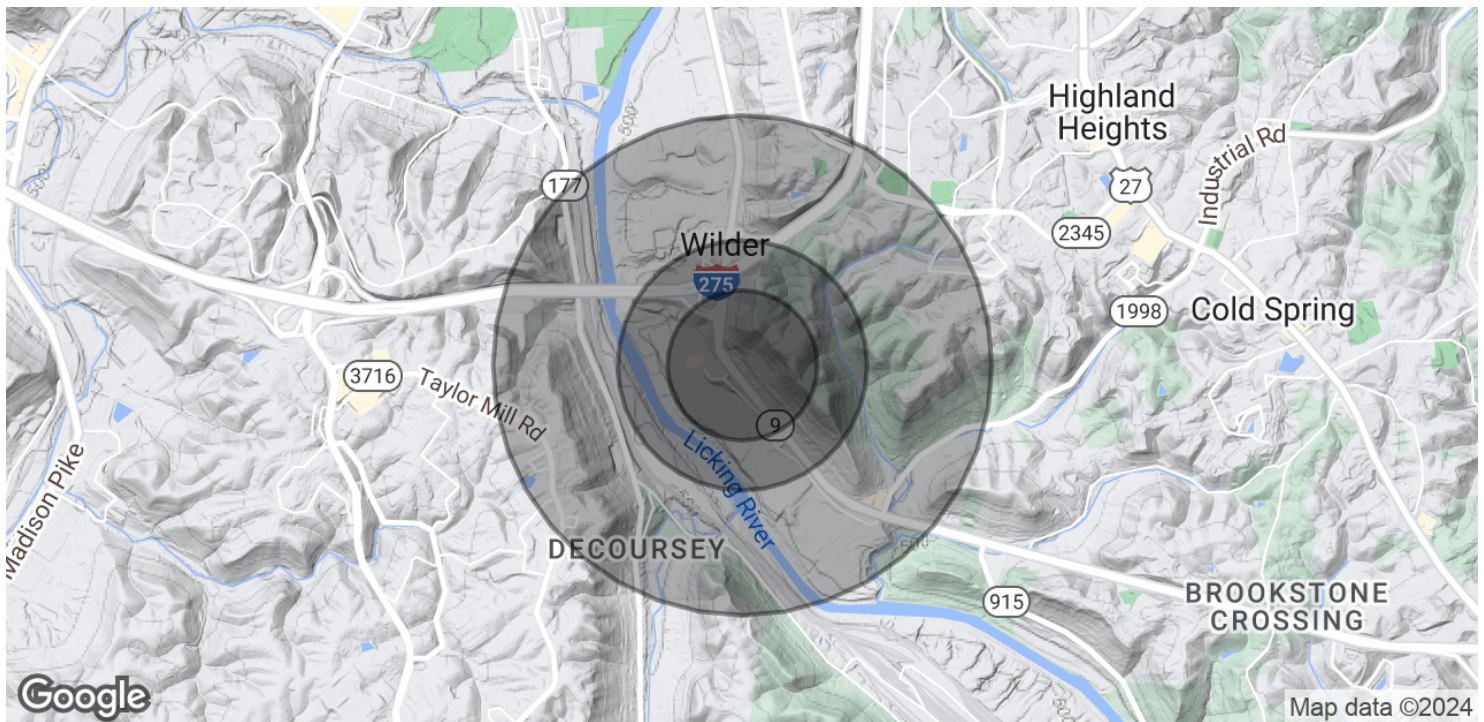 Highland
Heights
Industrial Rd
177
27
2345
Wilder
275
1998
Cold Spring
3716
Taylor Mill Rd
9
Licking River
Madison Pike
DECOURSEY
915
BROOKSTONE
CROSSING
Google
Map data ©2024